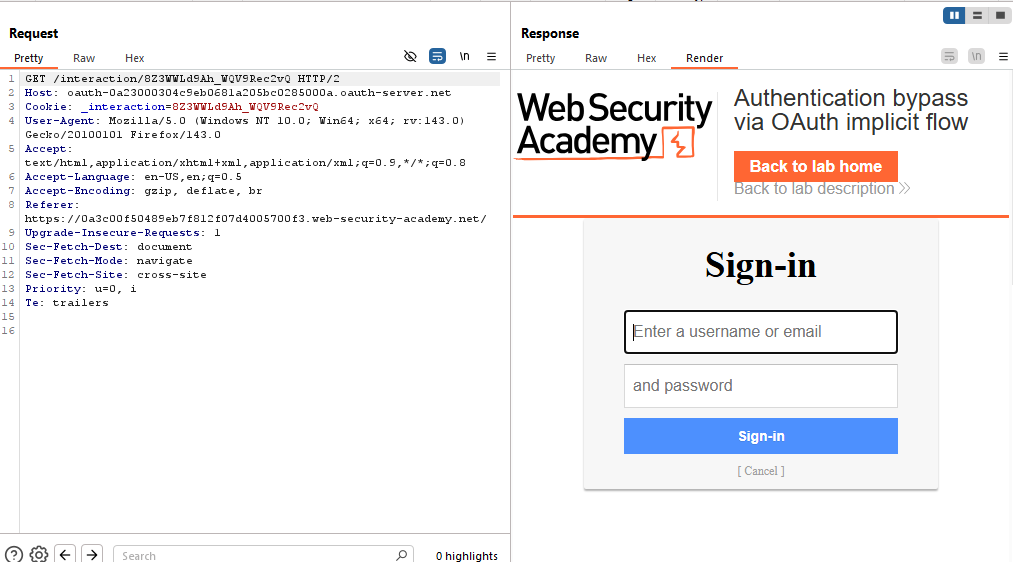 Request
Pretty Raw Hex
\n
1 GET /interaction/8Z3WWLd9Ah_WQV9Rec2vQ HTTP/2
2 Host: oauth-0a23000304c9eb0681a205bc0285000a.oauth-server.net
3 Cookie: _interaction=8Z3WWLd9Ah_WQV9Rec2vQ
4 User-Agent: Mozilla/5.0 (Windows NT 10.0; Win64; x64; rv:143.0)
Gecko/20100101 Firefox/143.0
5 Accept:
text/html,application/xhtml+xml,application/xml;q=0.9,*/*;q=0.8
6 Accept-Language: en-US,en;q=0.5
7 Accept-Encoding: gzip, deflate, br
8 Referer:
https://0a3c00f50489eb7f812f07d4005700f3.web-security-academy.net/
9 Upgrade-Insecure-Requests: 1
10 Sec-Fetch-Dest: document
11 Sec-Fetch-Mode: navigate
12 Sec-Fetch-Site: cross-site
13 Priority: u=0, i
14 Te: trailers
15
16
Search
0 highlights
Response
Pretty Raw Hex Render
\n
Web Security
Academy
Authentication bypass
via OAuth implicit flow
Back to lab home
Back to lab description
Sign-in
Enter a username or email
and password
Sign-in
[ Cancel ]